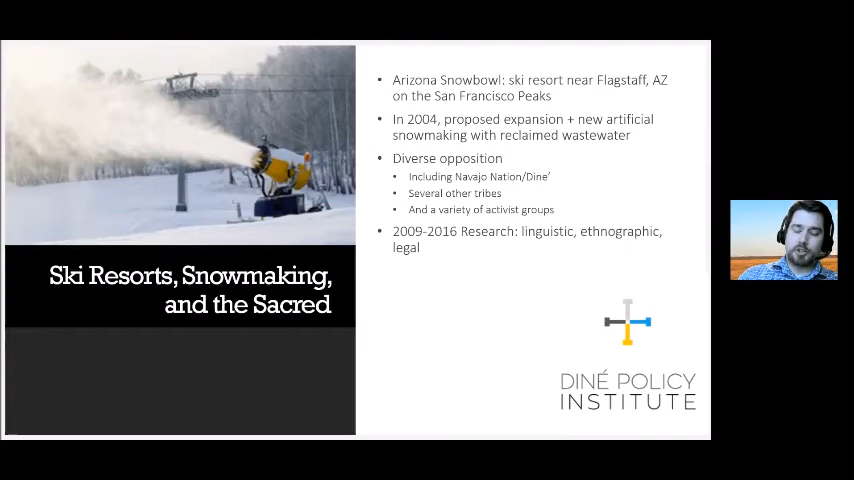 Ski Resorts, Snowmaking,
and the Sacred
• Arizona Snowbowl: ski resort near Flagstaff, AZ
on the San Francisco Peaks
• In 2004, proposed expansion + new artificial
snowmaking with reclaimed wastewater
• Diverse opposition
• Including Navajo Nation/Dine’
• Several other tribes
• And a variety of activist groups
• 2009-2016 Research: linguistic, ethnographic,
legal
DINÉ POLICY
INSTITUTE